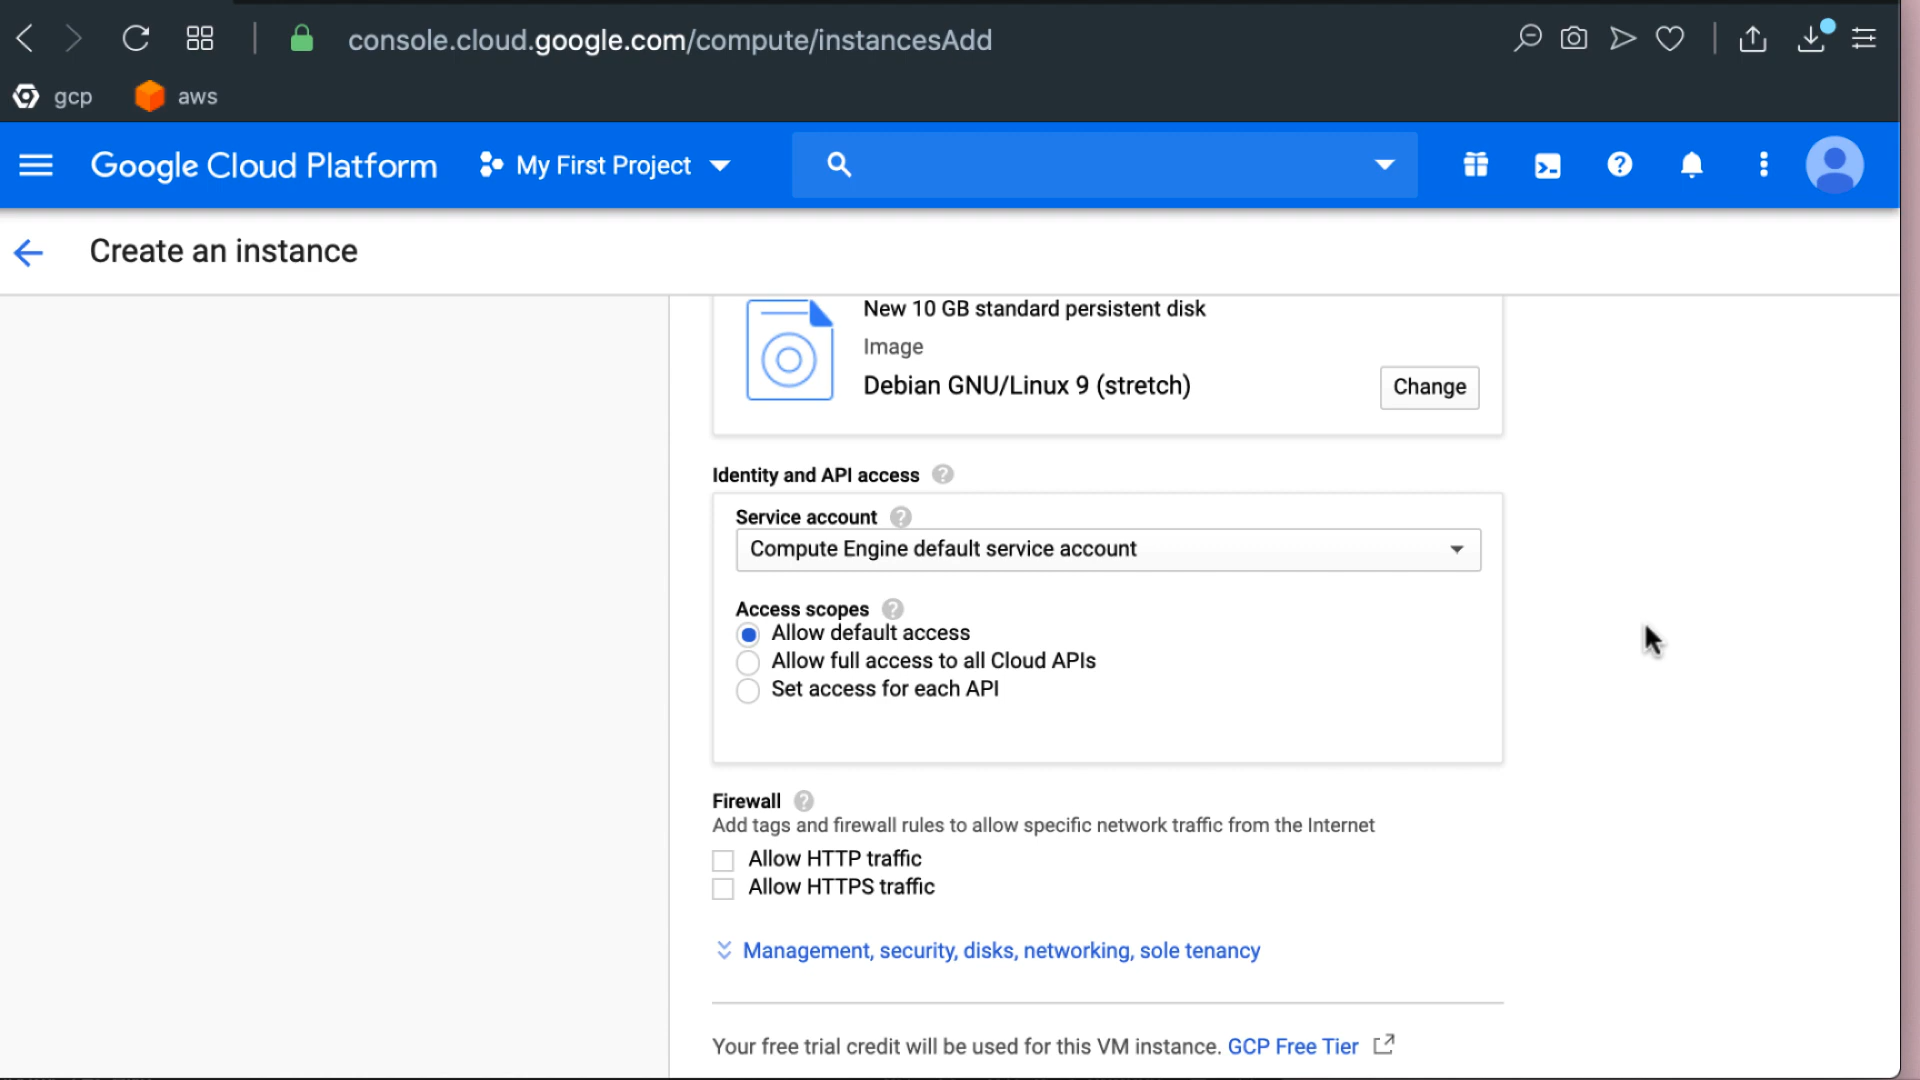 console.cloud.google.com/compute/instancesAdd
gcp aws
Google Cloud Platform My First Project
Create an instance
New 10 GB standard persistent disk
Image
Debian GNU/Linux 9 (stretch)
Change
Identity and API access
Service account
Compute Engine default service account
Access scopes
Allow default access
Allow full access to all Cloud APIs
Set access for each API
Firewall
Add tags and firewall rules to allow specific network traffic from the Internet
Allow HTTP traffic
Allow HTTPS traffic
Management, security, disks, networking, sole tenancy
Your free trial credit will be used for this VM instance. GCP Free Tier